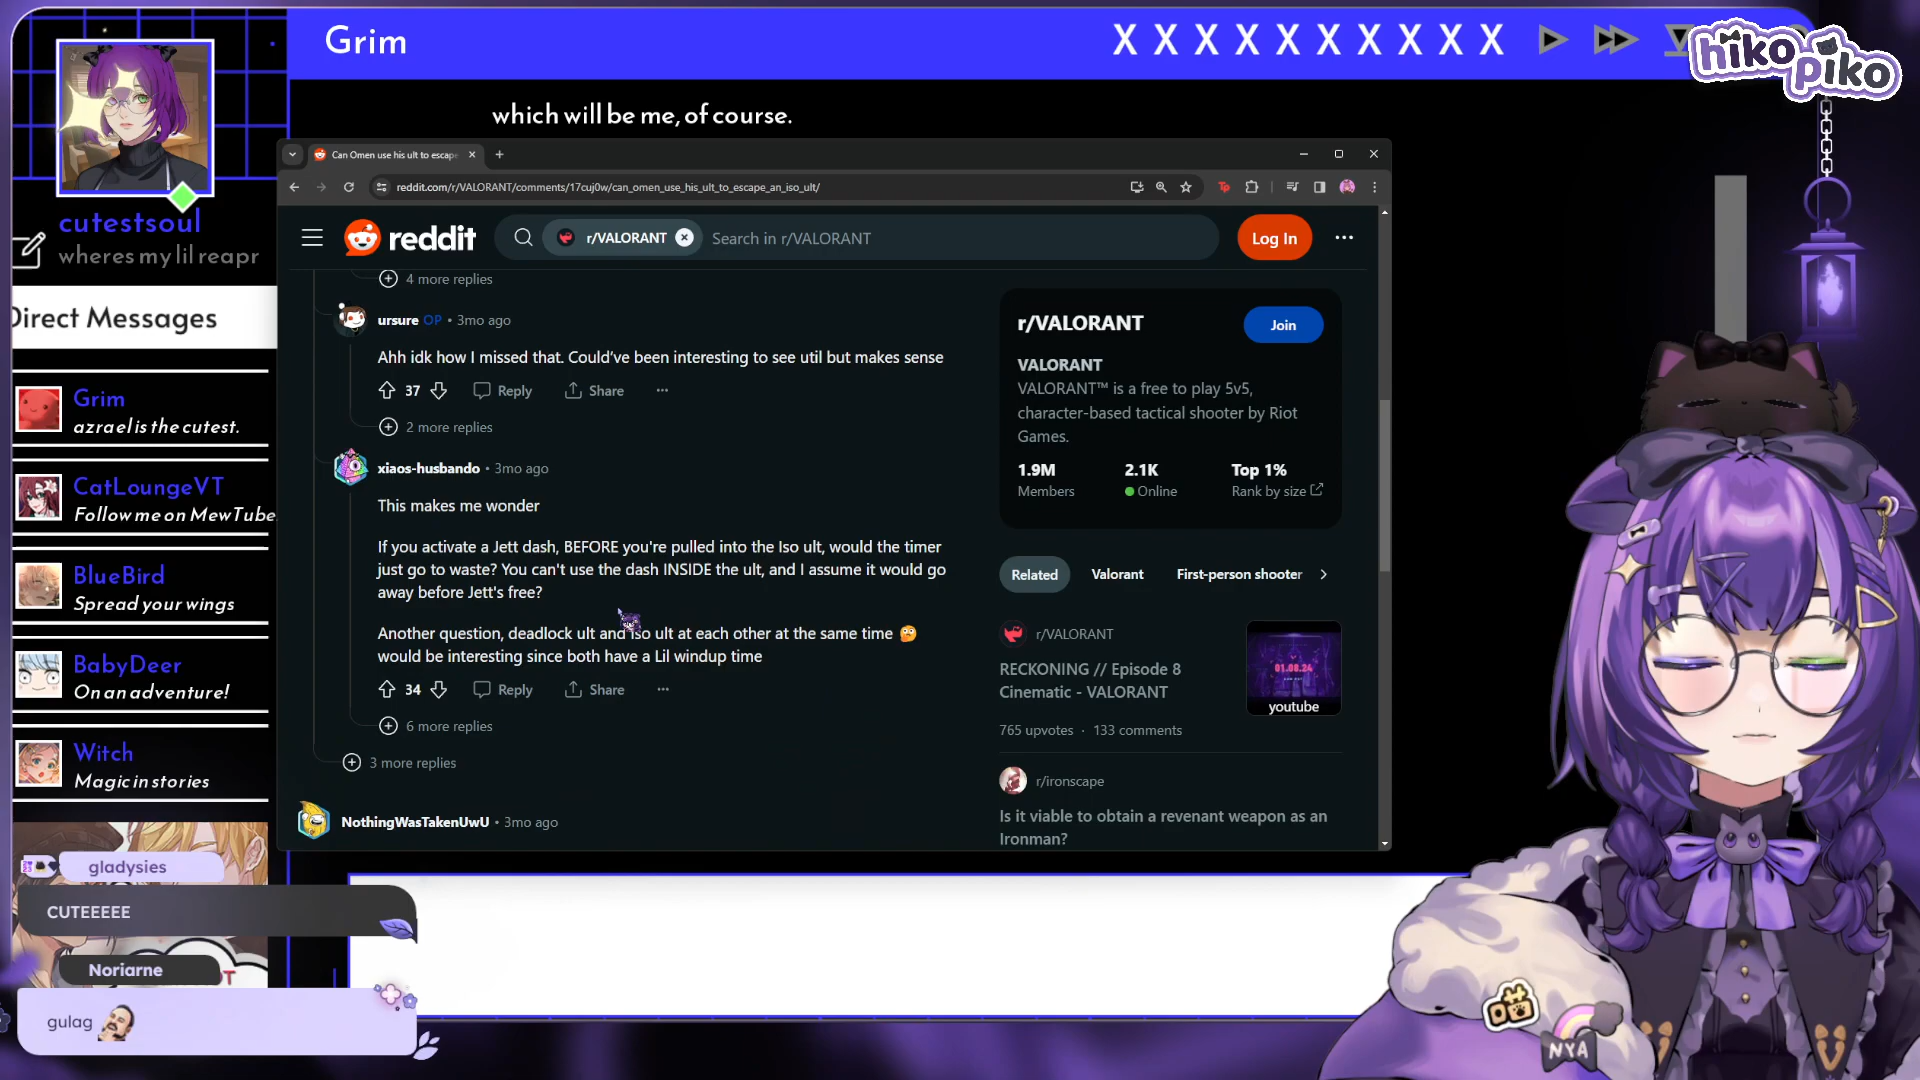 Grim
X X X X X X X X X X
hiko
piko
which will be me, of course.
cutestsoul
wheres my lil reapr
Direct Messages
Grim
azrael is the cutest.
CatLoungeVT
Follow me on MewTube
BlueBird
Spread your wings
BabyDeer
On an adventure!
Witch
Magic in stories
gladysies
CUTEEEEE
Noriarne
gulag
Can Omen use his ult to escape
reddit.com/r/VALORANT/comments/17cuj0w/can_omen_use_his_ult_to_escape_an_iso_ult/
reddit
r/VALORANT
Search in r/VALORANT
Log In
4 more replies
ursure OP • 3mo ago
Ahh idk how I missed that. Could've been interesting to see util but makes sense
37 Reply Share
2 more replies
xiaos-husbando • 3mo ago
This makes me wonder
If you activate a Jett dash, BEFORE you're pulled into the Iso ult, would the timer
just go to waste? You can't use the dash INSIDE the ult, and I assume it would go
away before Jett's free?
Another question, deadlock ult and iso ult at each other at the same time 🤔
would be interesting since both have a Lil windup time
34 Reply Share
6 more replies
3 more replies
NothingWasTakenUwU • 3mo ago
r/VALORANT
Join
VALORANT
VALORANT™ is a free to play 5v5,
character-based tactical shooter by Riot
Games.
1.9M 2.1K Top 1%
Members Online Rank by size
Related Valorant First-person shooter
r/VALORANT
RECKONING // Episode 8
Cinematic - VALORANT
01.08.24
youtube
765 upvotes · 133 comments
r/ironscape
Is it viable to obtain a revenant weapon as an
Ironman?
NYA